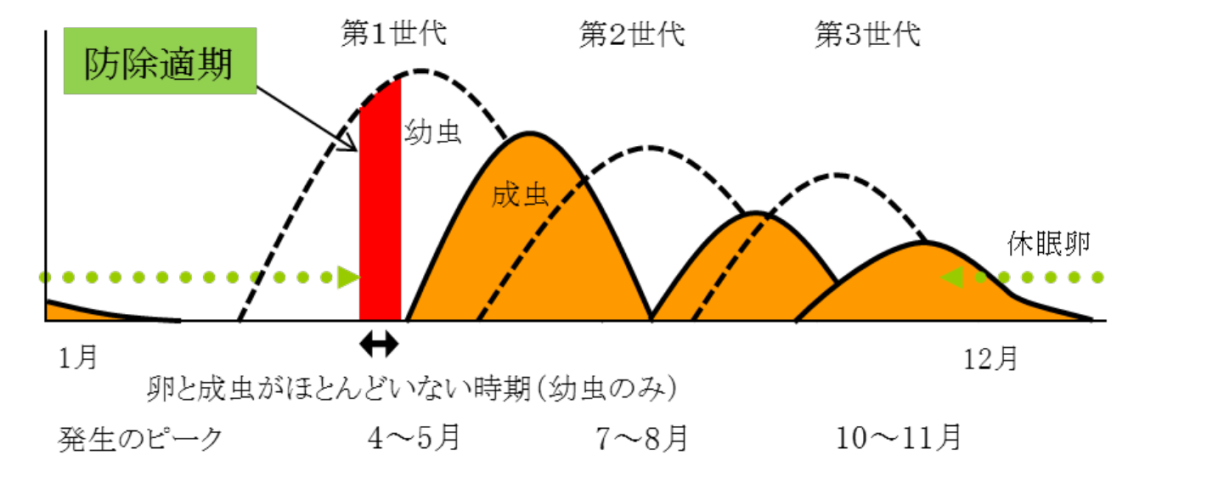 第1世代
第2世代
第3世代
防除適期
幼虫
成虫
休眠卵
1月
12月
卵と成虫がほとんどいない時期(幼虫のみ)
発生のピーク
4〜5月
7〜8月
10〜11月